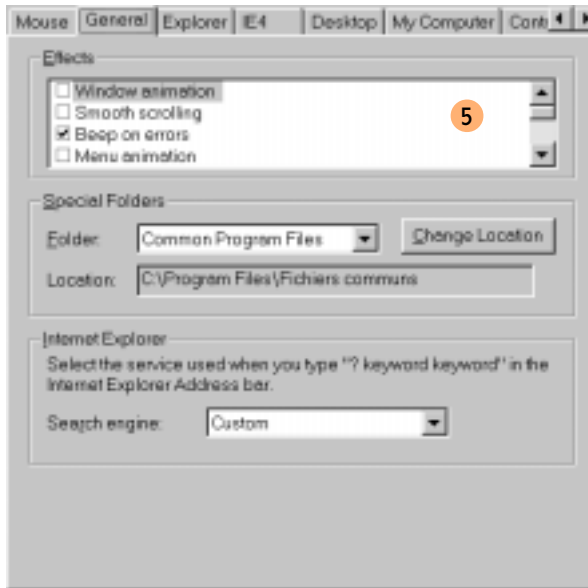 Mouse General Explorer IE4 Desktop My Computer Cont
Effects
Window animation
Smooth scrolling
Beep on errors
Menu animation
5
Special Folders
Folder: Common Program Files Change Location
Location: C:\Program Files\Fichiers communs
Internet Explorer
Select the service used when you type "? keyword keyword" in the
Internet Explorer Address bar.
Search engine: Custom